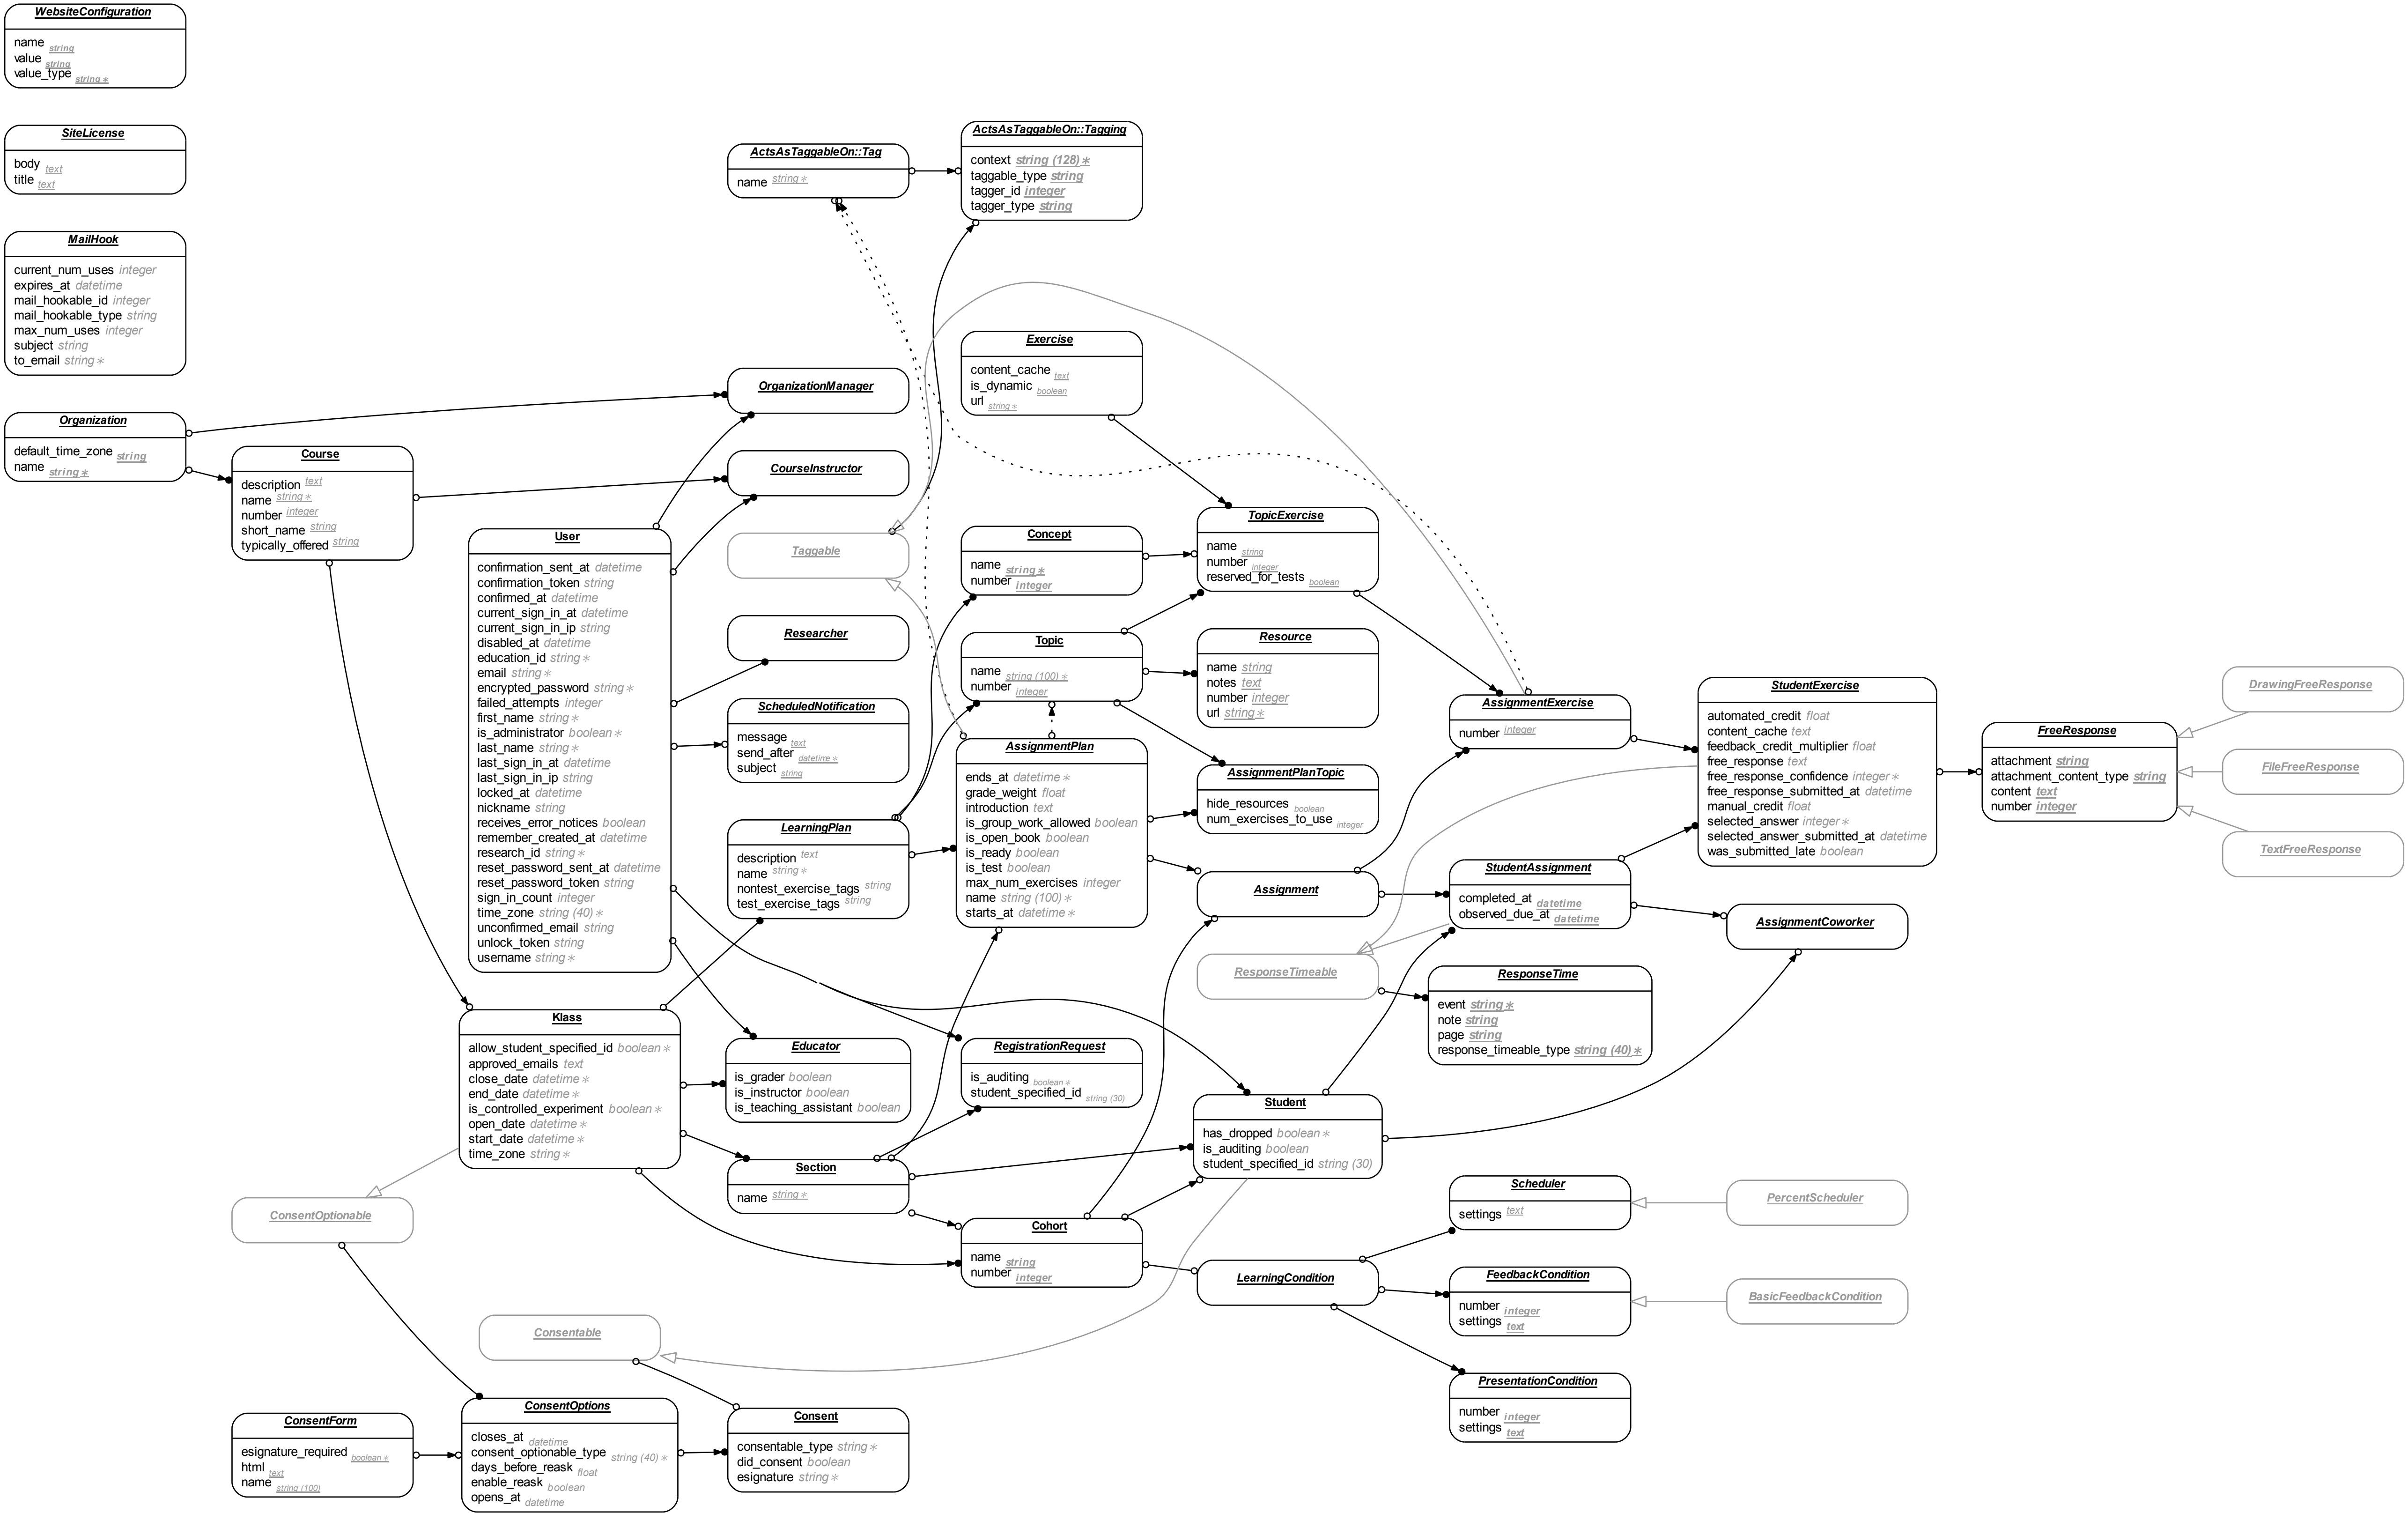 WebsiteConfiguration
name string
value string
value_type string ∗
SiteLicense
body text
title text
MailHook
current_num_uses integer
expires_at datetime
mail_hookable_id integer
mail_hookable_type string
max_num_uses integer
subject string
to_email string ∗
Organization
default_time_zone string
name string ∗
Course
description text
name string ∗
number integer
short_name string
typically_offered string
User
confirmation_sent_at datetime
confirmation_token string
confirmed_at datetime
current_sign_in_at datetime
current_sign_in_ip string
disabled_at datetime
education_id string ∗
email string ∗
encrypted_password string ∗
failed_attempts integer
first_name string ∗
is_administrator boolean ∗
last_name string ∗
last_sign_in_at datetime
last_sign_in_ip string
locked_at datetime
nickname string
receives_error_notices boolean
remember_created_at datetime
research_id string ∗
reset_password_sent_at datetime
reset_password_token string
sign_in_count integer
time_zone string (40) ∗
unconfirmed_email string
unlock_token string
username string ∗
Klass
allow_student_specified_id boolean ∗
approved_emails text
close_date datetime ∗
end_date datetime ∗
is_controlled_experiment boolean ∗
open_date datetime ∗
start_date datetime ∗
time_zone string ∗
ConsentOptionable
Consentable
ConsentForm
esignature_required boolean ∗
html text
name string (100)
ConsentOptions
closes_at datetime
consent_optionable_type string (40) ∗
days_before_reask float
enable_reask boolean
opens_at datetime
Consent
consentable_type string ∗
did_consent boolean
esignature string ∗
ActsAsTaggableOn::Tag
name string ∗
ActsAsTaggableOn::Tagging
context string (128) ∗
taggable_type string
tagger_id integer
tagger_type string
OrganizationManager
CourseInstructor
Taggable
Researcher
ScheduledNotification
message text
send_after datetime ∗
subject string
LearningPlan
description text
name string ∗
nontest_exercise_tags string
test_exercise_tags string
Educator
is_grader boolean
is_instructor boolean
is_teaching_assistant boolean
Section
name string ∗
Exercise
content_cache text
is_dynamic boolean
url string ∗
Concept
name string ∗
number integer
Topic
name string (100) ∗
number integer
AssignmentPlan
ends_at datetime ∗
grade_weight float
introduction text
is_group_work_allowed boolean
is_open_book boolean
is_ready boolean
is_test boolean
max_num_exercises integer
name string (100) ∗
starts_at datetime ∗
RegistrationRequest
is_auditing boolean ∗
student_specified_id string (30)
Cohort
name string
number integer
TopicExercise
name string
number integer
reserved_for_tests boolean
Resource
name string
notes text
number integer
url string ∗
AssignmentPlanTopic
hide_resources boolean
num_exercises_to_use integer
Assignment
ResponseTimeable
Student
has_dropped boolean ∗
is_auditing boolean
student_specified_id string (30)
LearningCondition
AssignmentExercise
number integer
StudentAssignment
completed_at datetime
observed_due_at datetime
ResponseTime
event string ∗
note string
page string
response_timeable_type string (40) ∗
Scheduler
settings text
FeedbackCondition
number integer
settings text
PresentationCondition
number integer
settings text
StudentExercise
automated_credit float
content_cache text
feedback_credit_multiplier float
free_response text
free_response_confidence integer ∗
free_response_submitted_at datetime
manual_credit float
selected_answer integer ∗
selected_answer_submitted_at datetime
was_submitted_late boolean
AssignmentCoworker
PercentScheduler
BasicFeedbackCondition
FreeResponse
attachment string
attachment_content_type string
content text
number integer
DrawingFreeResponse
FileFreeResponse
TextFreeResponse